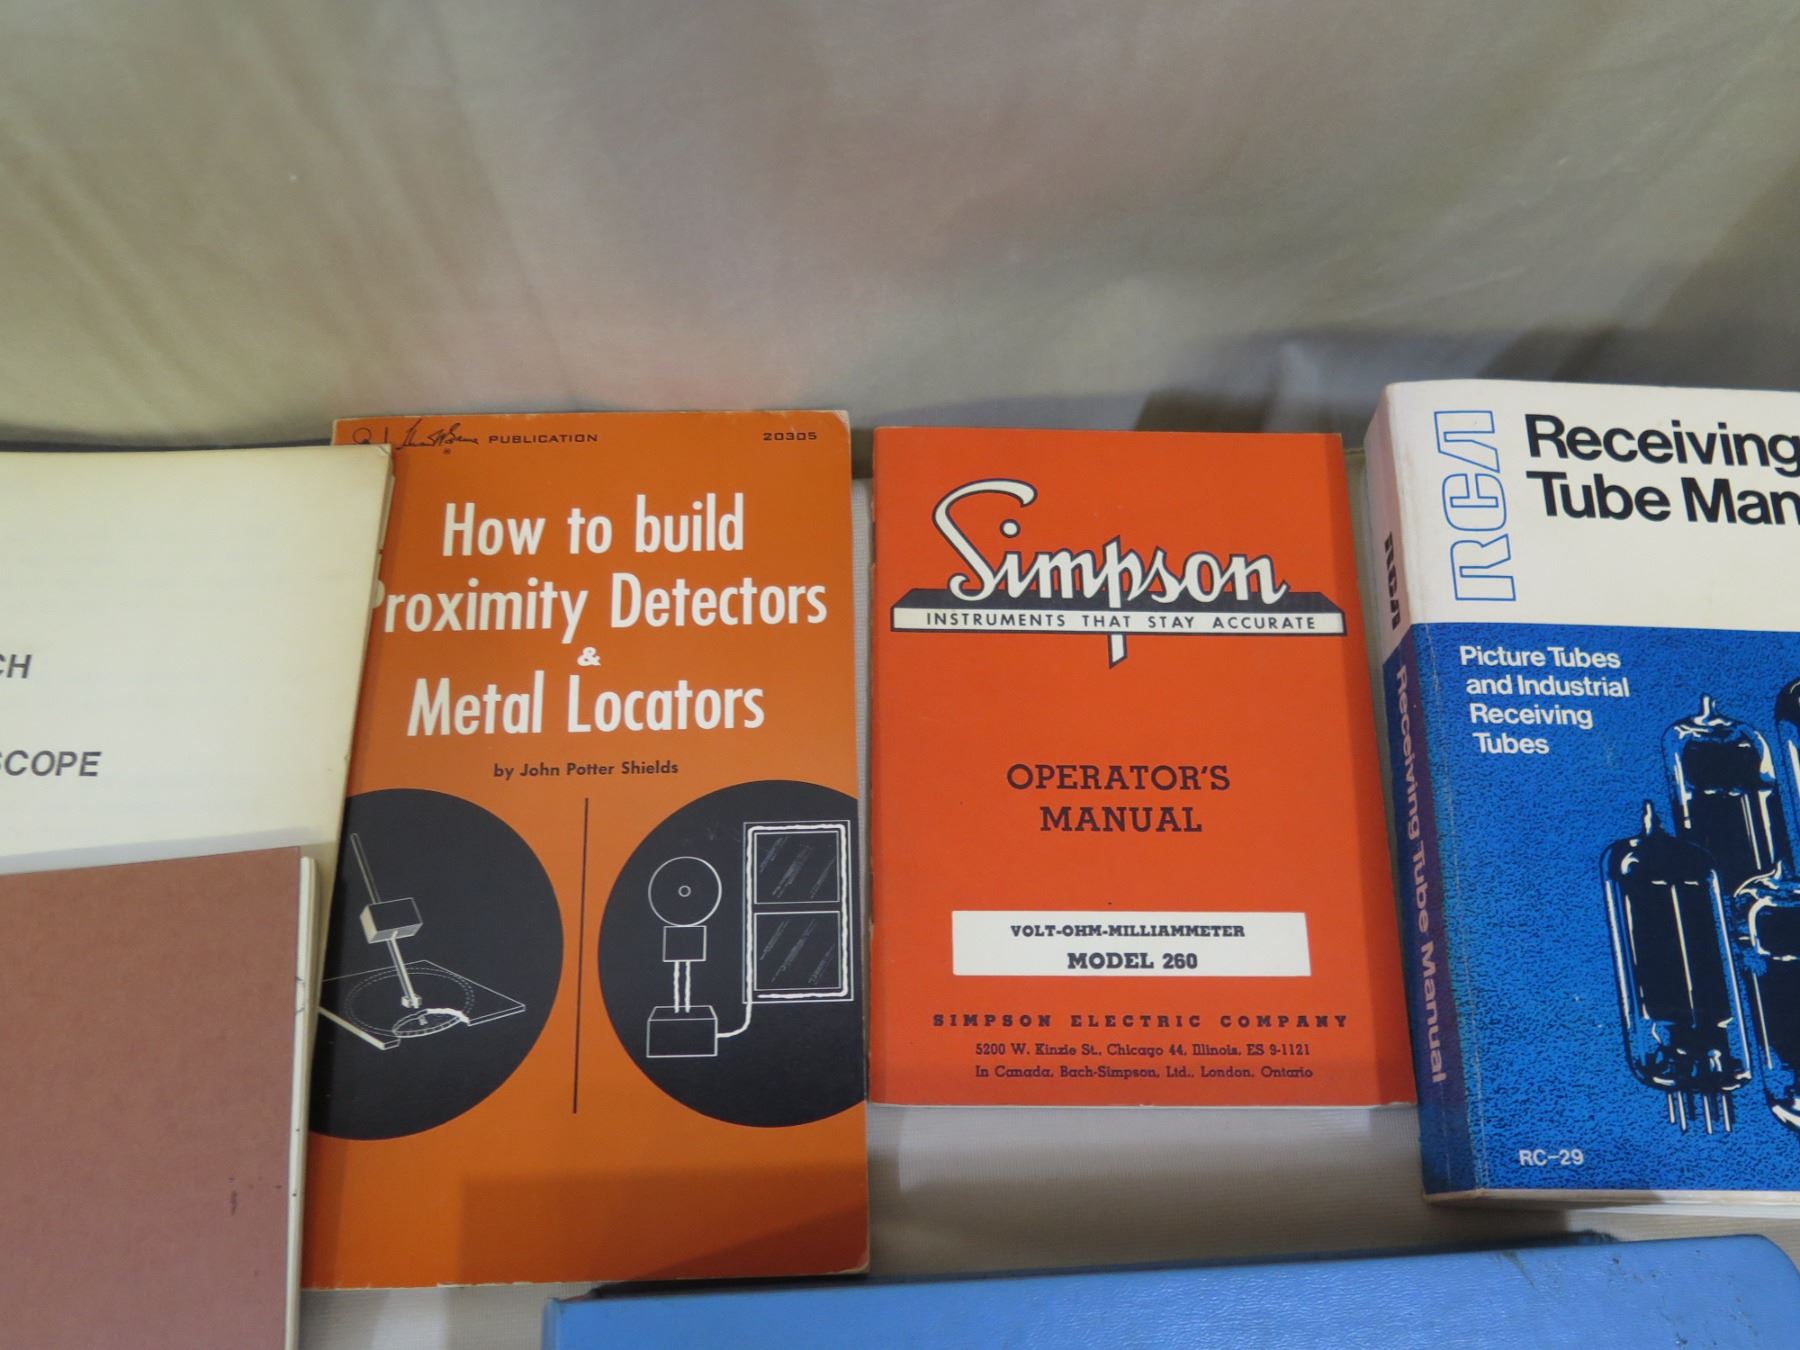 CH
SCOPE
PUBLICATION 20305
How to build
Proximity Detectors
&
Metal Locators
by John Potter Shields
Simpson
INSTRUMENTS THAT STAY ACCURATE
OPERATOR'S
MANUAL
VOLT-OHM-MILLIAMMETER
MODEL 260
SIMPSON ELECTRIC COMPANY
5200 W. Kinzie St., Chicago 44, Illinois, ES 9-1121
In Canada, Bach-Simpson, Ltd., London, Ontario
RCA Receiving Tube Manual
RCA
Receiving
Tube Man
Picture Tubes
and Industrial
Receiving
Tubes
RC-29